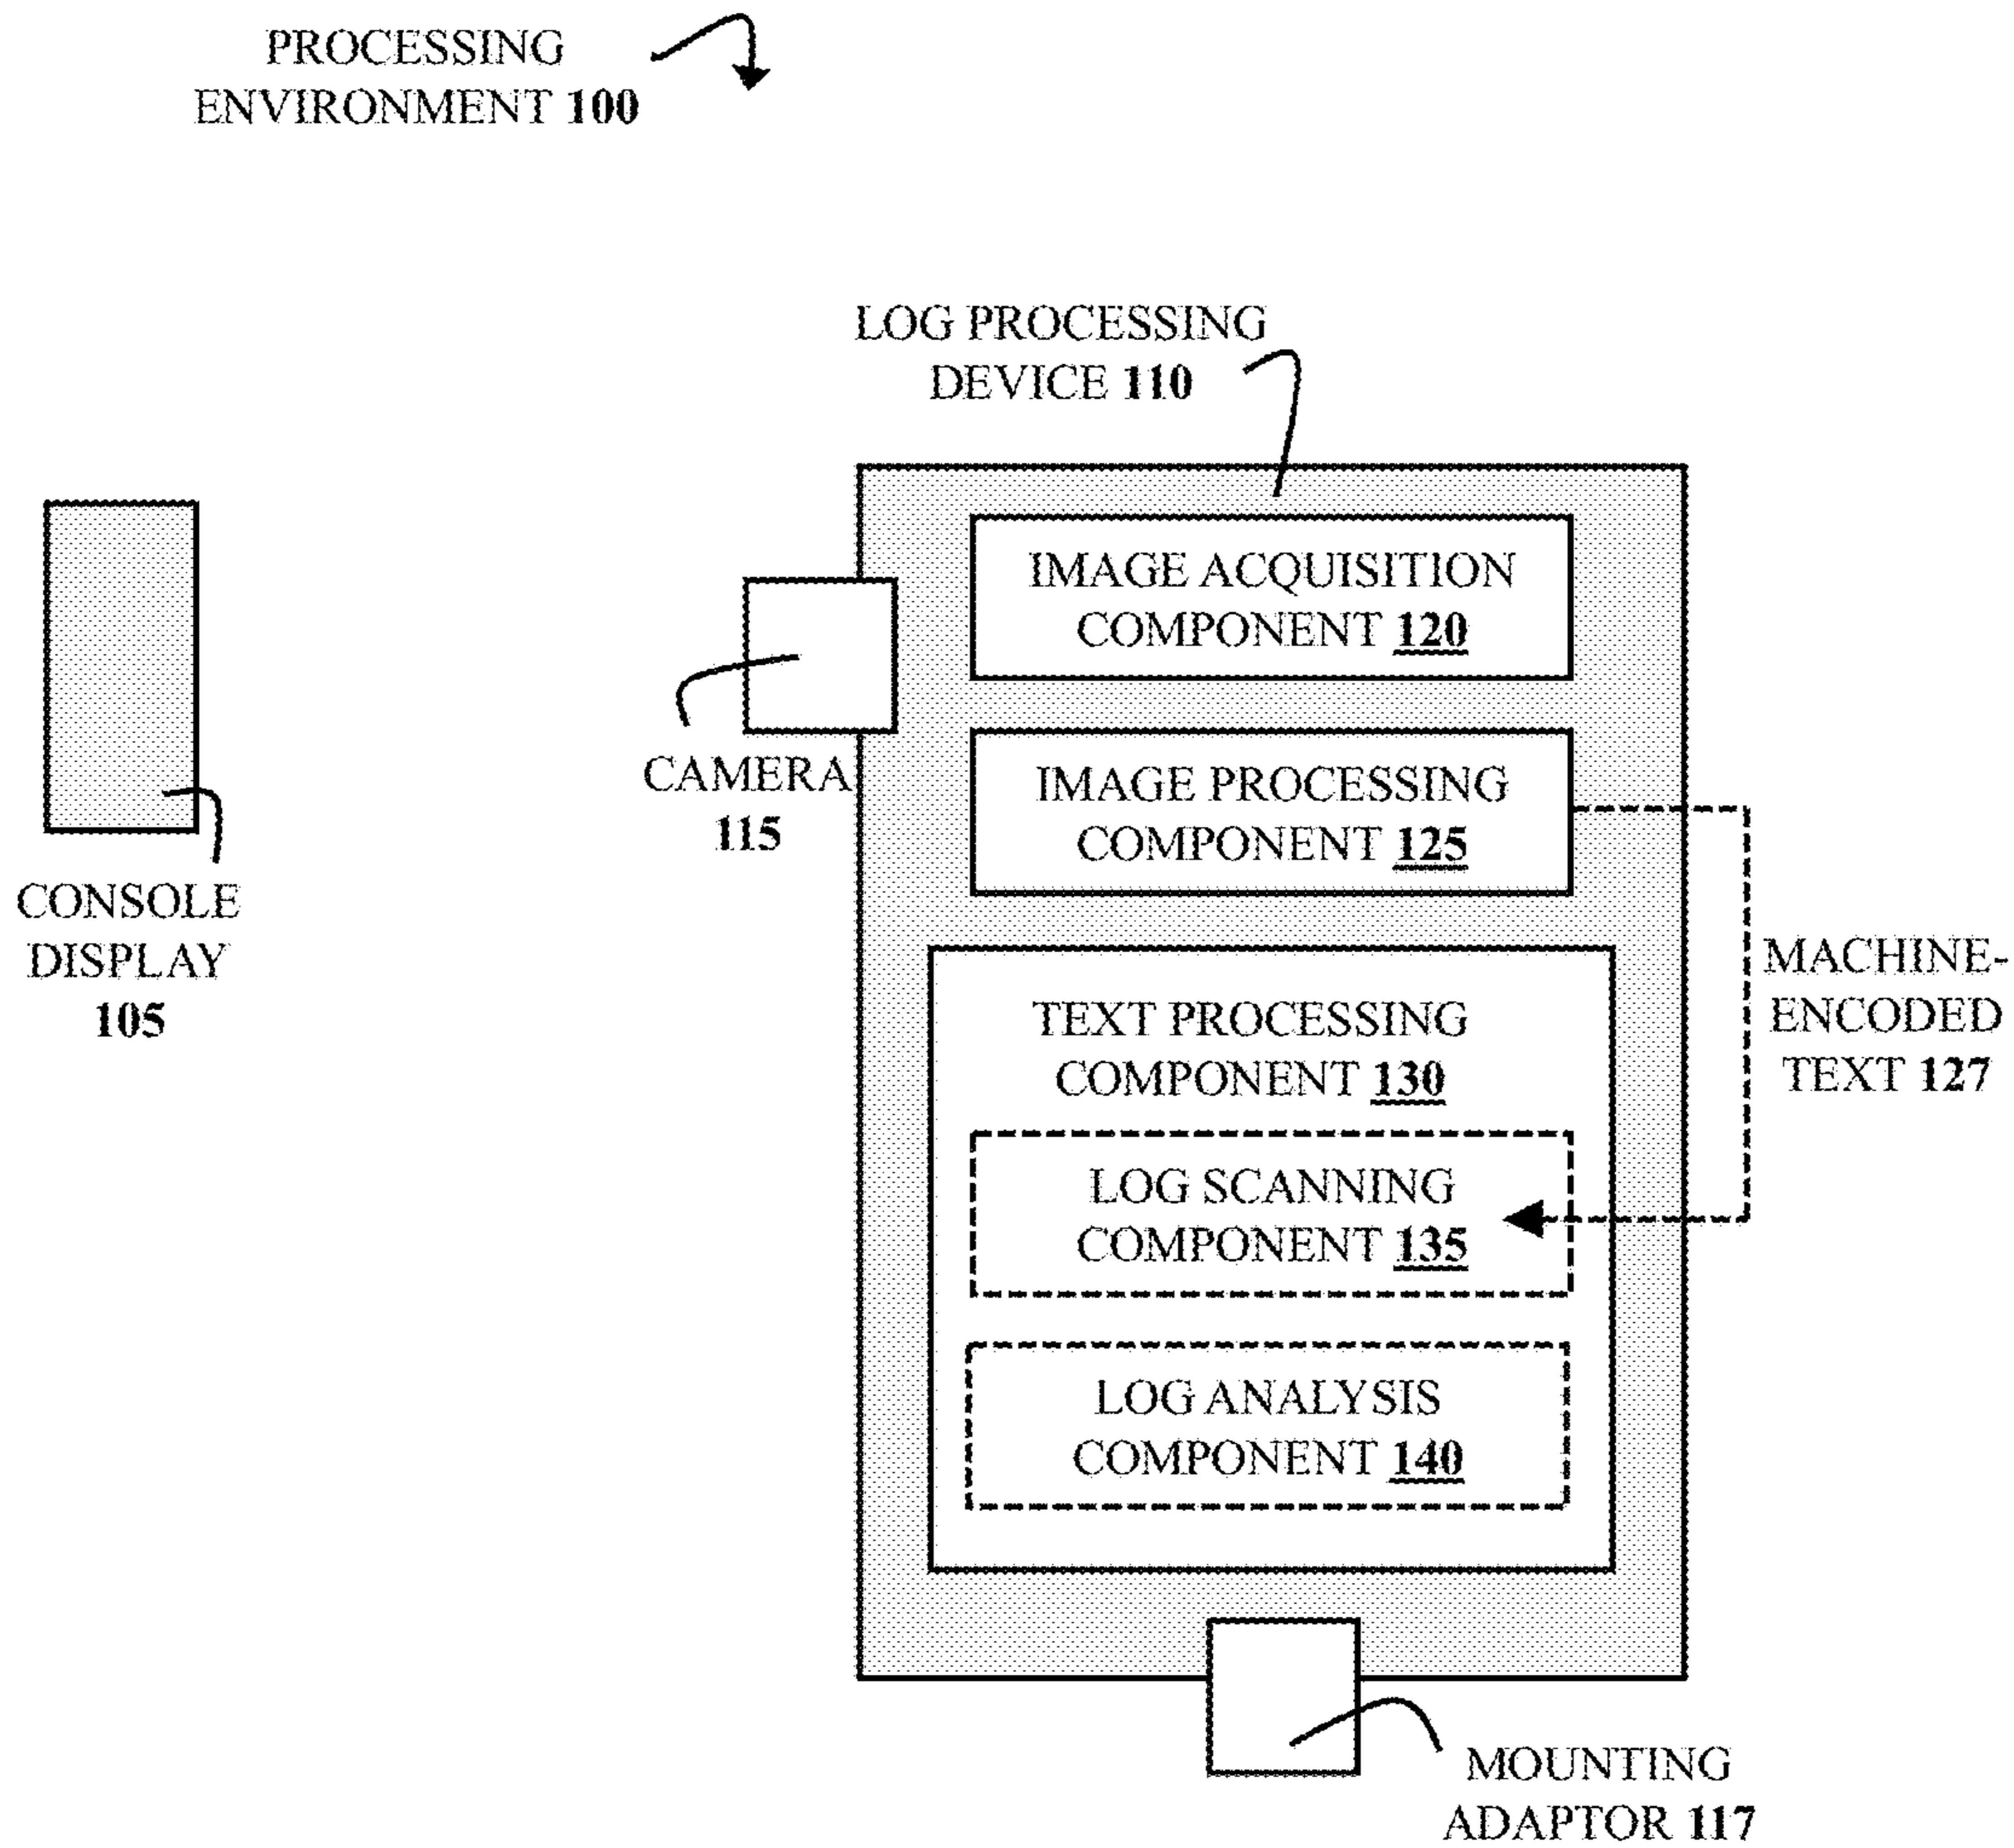 PROCESSING
ENVIRONMENT 100
LOG PROCESSING
DEVICE 110
IMAGE ACQUISITION
COMPONENT 120
CAMERA
115
IMAGE PROCESSING
COMPONENT 125
CONSOLE
DISPLAY
105
MACHINE-
ENCODED
TEXT 127
TEXT PROCESSING
COMPONENT 130
LOG SCANNING
COMPONENT 135
LOG ANALYSIS
COMPONENT 140
MOUNTING
ADAPTOR 117